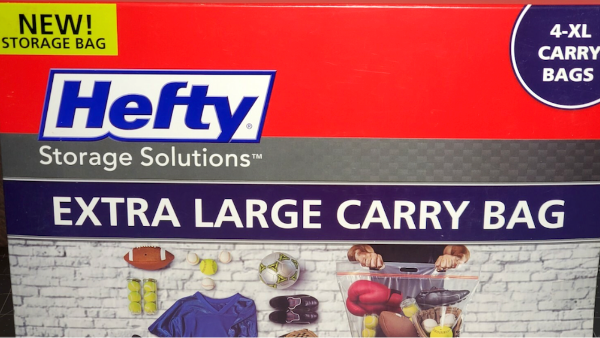 NEW!
STORAGE BAG
4-XL
CARRY
BAGS
Hefty®
Storage Solutions™
EXTRA LARGE CARRY BAG